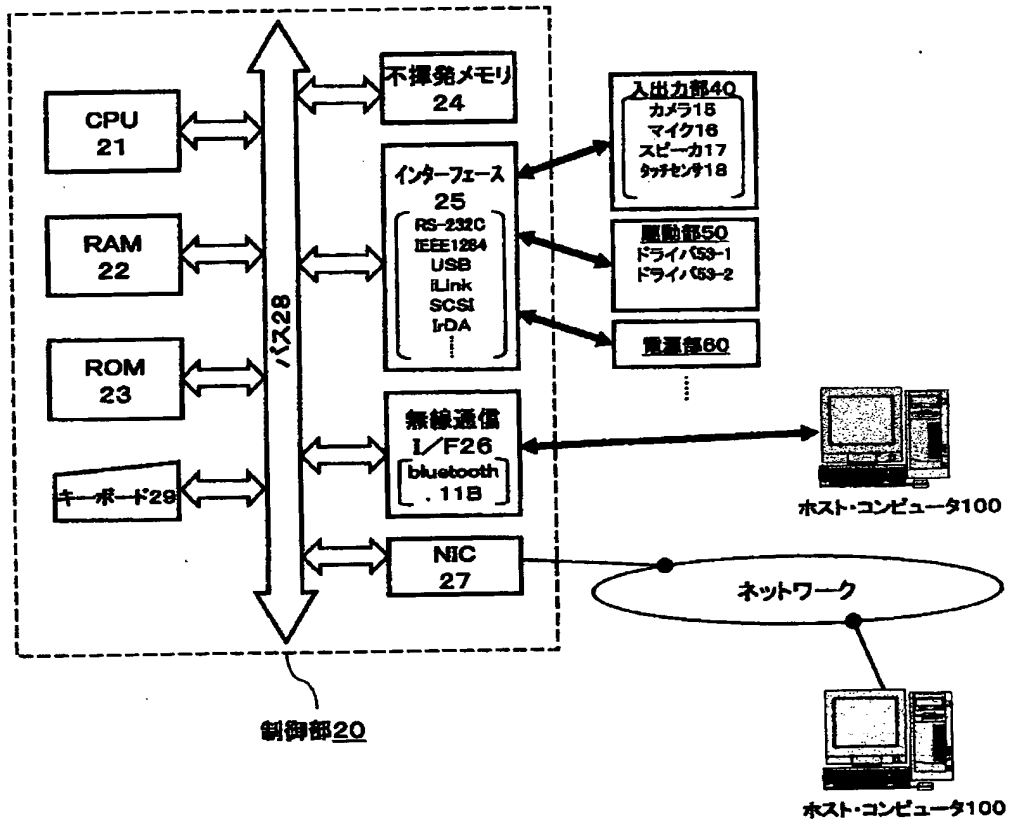 CPU
21
RAM
22
ROM
23
キーボード29
バス28
不揮発メモリ
24
インターフェース
25
RS-232C
IEEE1284
USB
iLink
SCSI
IrDA
無線通信
I/F26
bluetooth
.11B
NIC
27
制御部20
入出力部40
カメラ15
マイク16
スピーカ17
タッチセンサ18
駆動部50
ドライバ53-1
ドライバ53-2
電源部60
ホスト・コンピュータ100
ネットワーク
ホスト・コンピュータ100